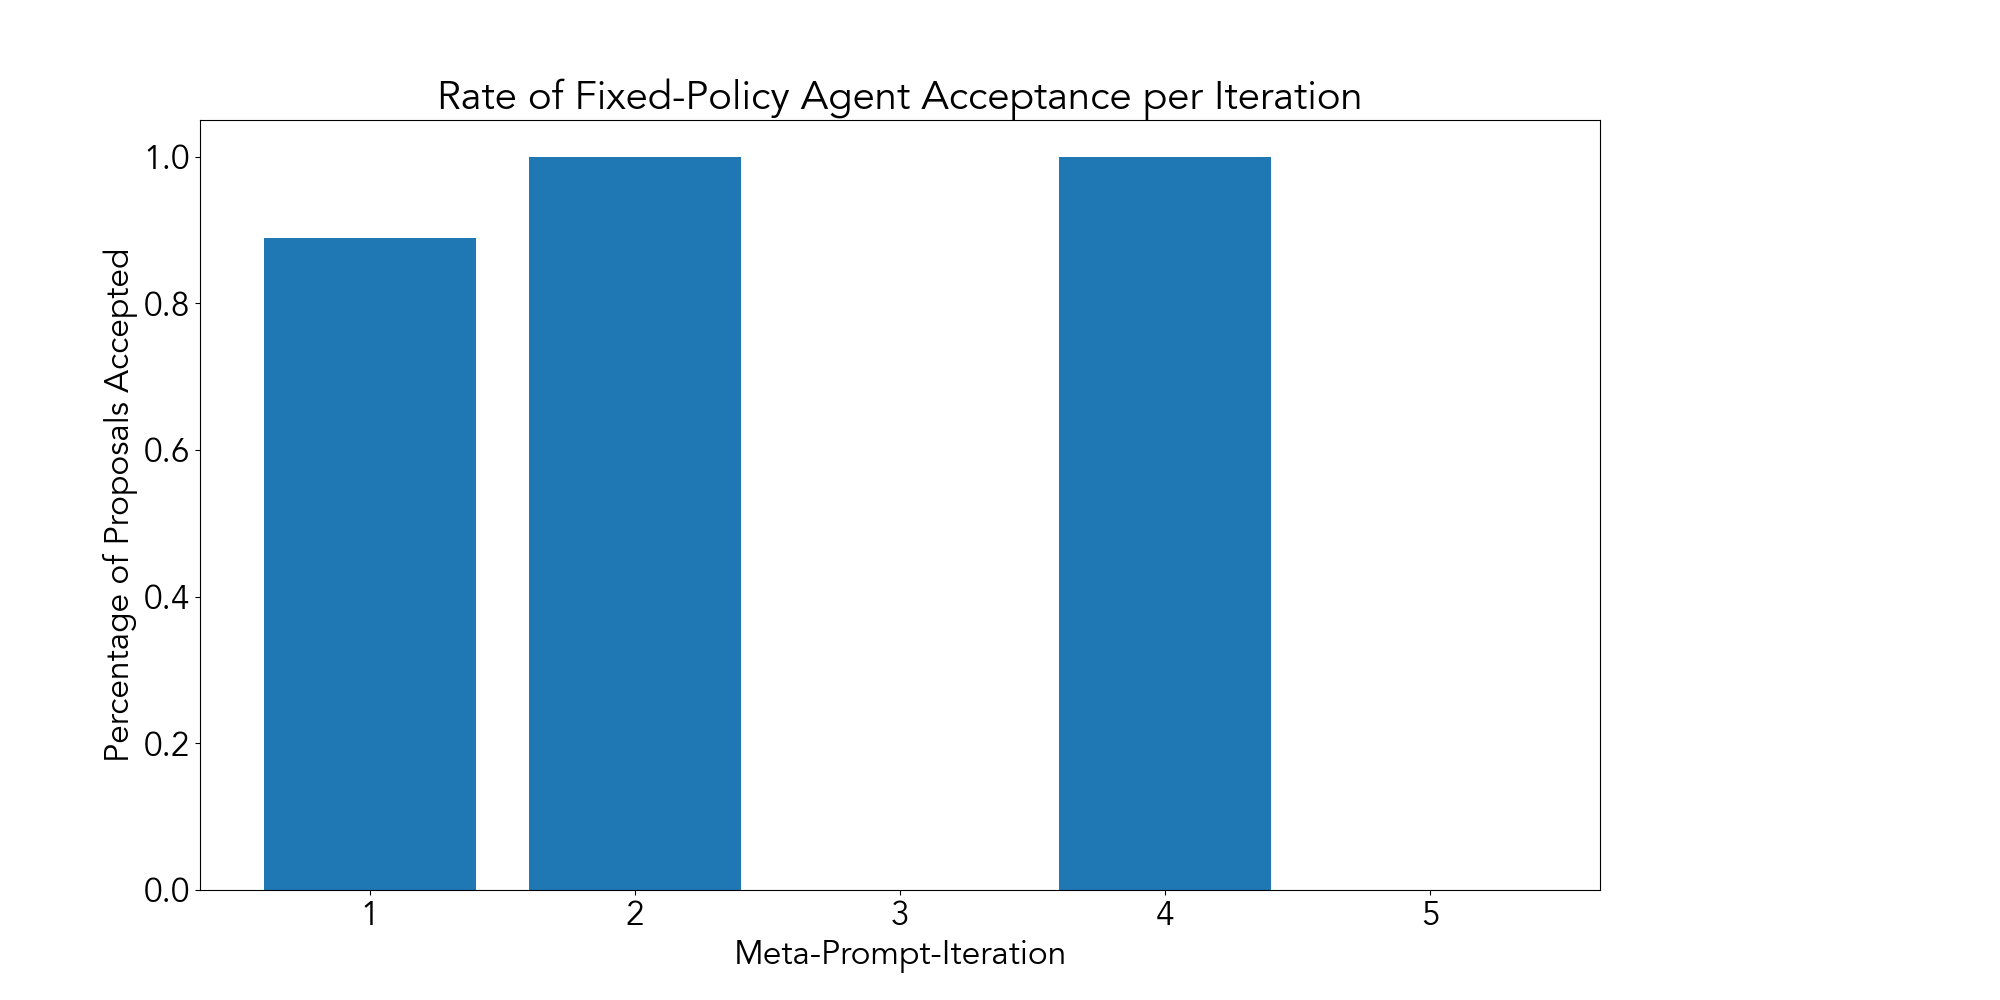 Rate of Fixed-Policy Agent Acceptance per Iteration
Percentage of Proposals Accepted
1.0
0.8
0.6
0.4
0.2
0.0
1 2 3 4 5
Meta-Prompt-Iteration